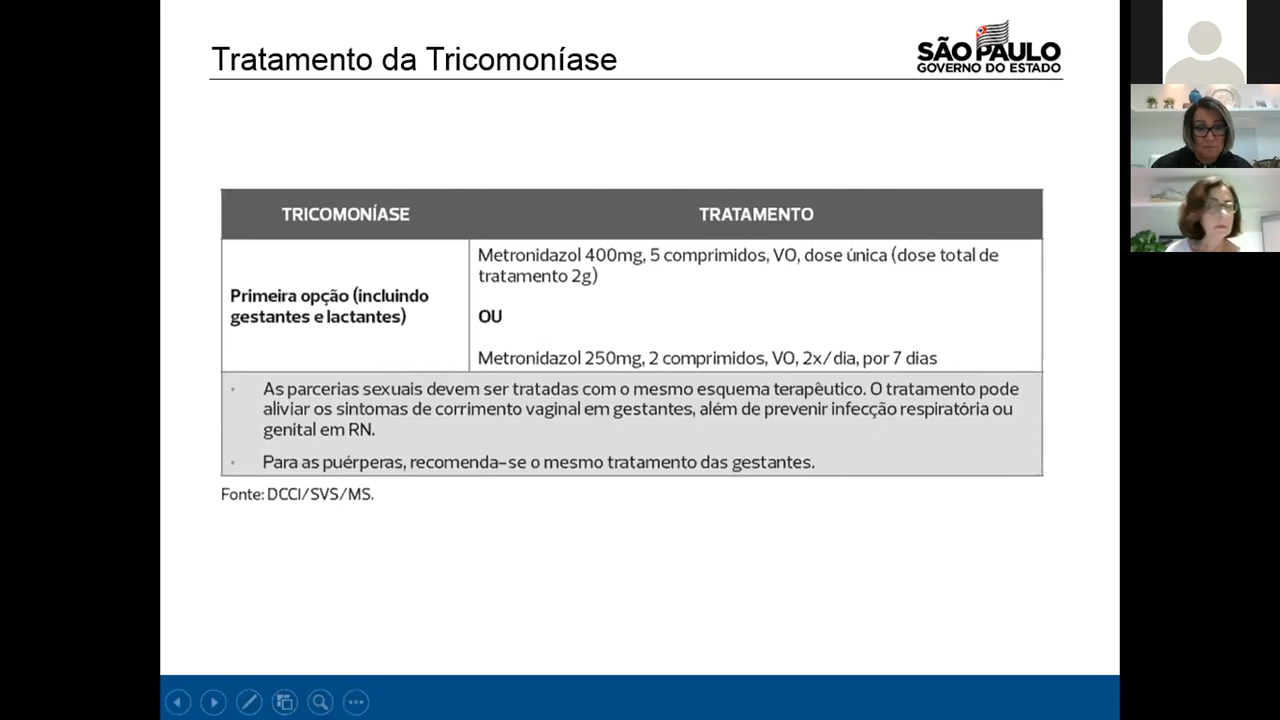 Tratamento da Tricomoníase
SÃO PAULO
GOVERNO DO ESTADO
TRICOMONÍASE
TRATAMENTO
Primeira opção (incluindo
gestantes e lactantes)
Metronidazol 400mg, 5 comprimidos, VO, dose única (dose total de
tratamento 2g)
OU
Metronidazol 250mg, 2 comprimidos, VO, 2x/dia, por 7 dias
As parcerias sexuais devem ser tratadas com o mesmo esquema terapêutico. O tratamento pode
aliviar os sintomas de corrimento vaginal em gestantes, além de prevenir infecção respiratória ou
genital em RN.
Para as puérperas, recomenda-se o mesmo tratamento das gestantes.
Fonte: DCCI/SVS/MS.